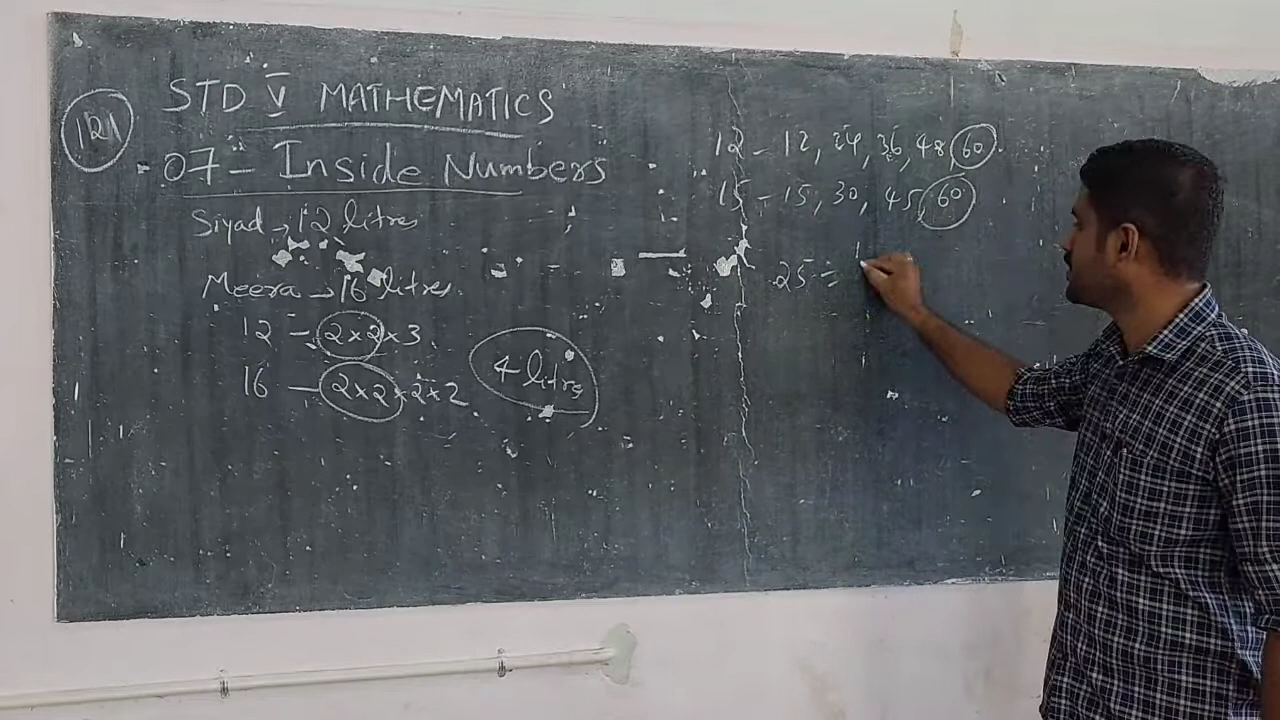 121
STD V MATHEMATICS
07 - Inside Numbers
Siyad → 12 litres
Meera → 16 litres.
12 - 2×2×3
16 - 2×2×2×2
4 litres
12 - 12, 24, 36, 48 60.
15 - 15, 30, 45, 60
25 ÷